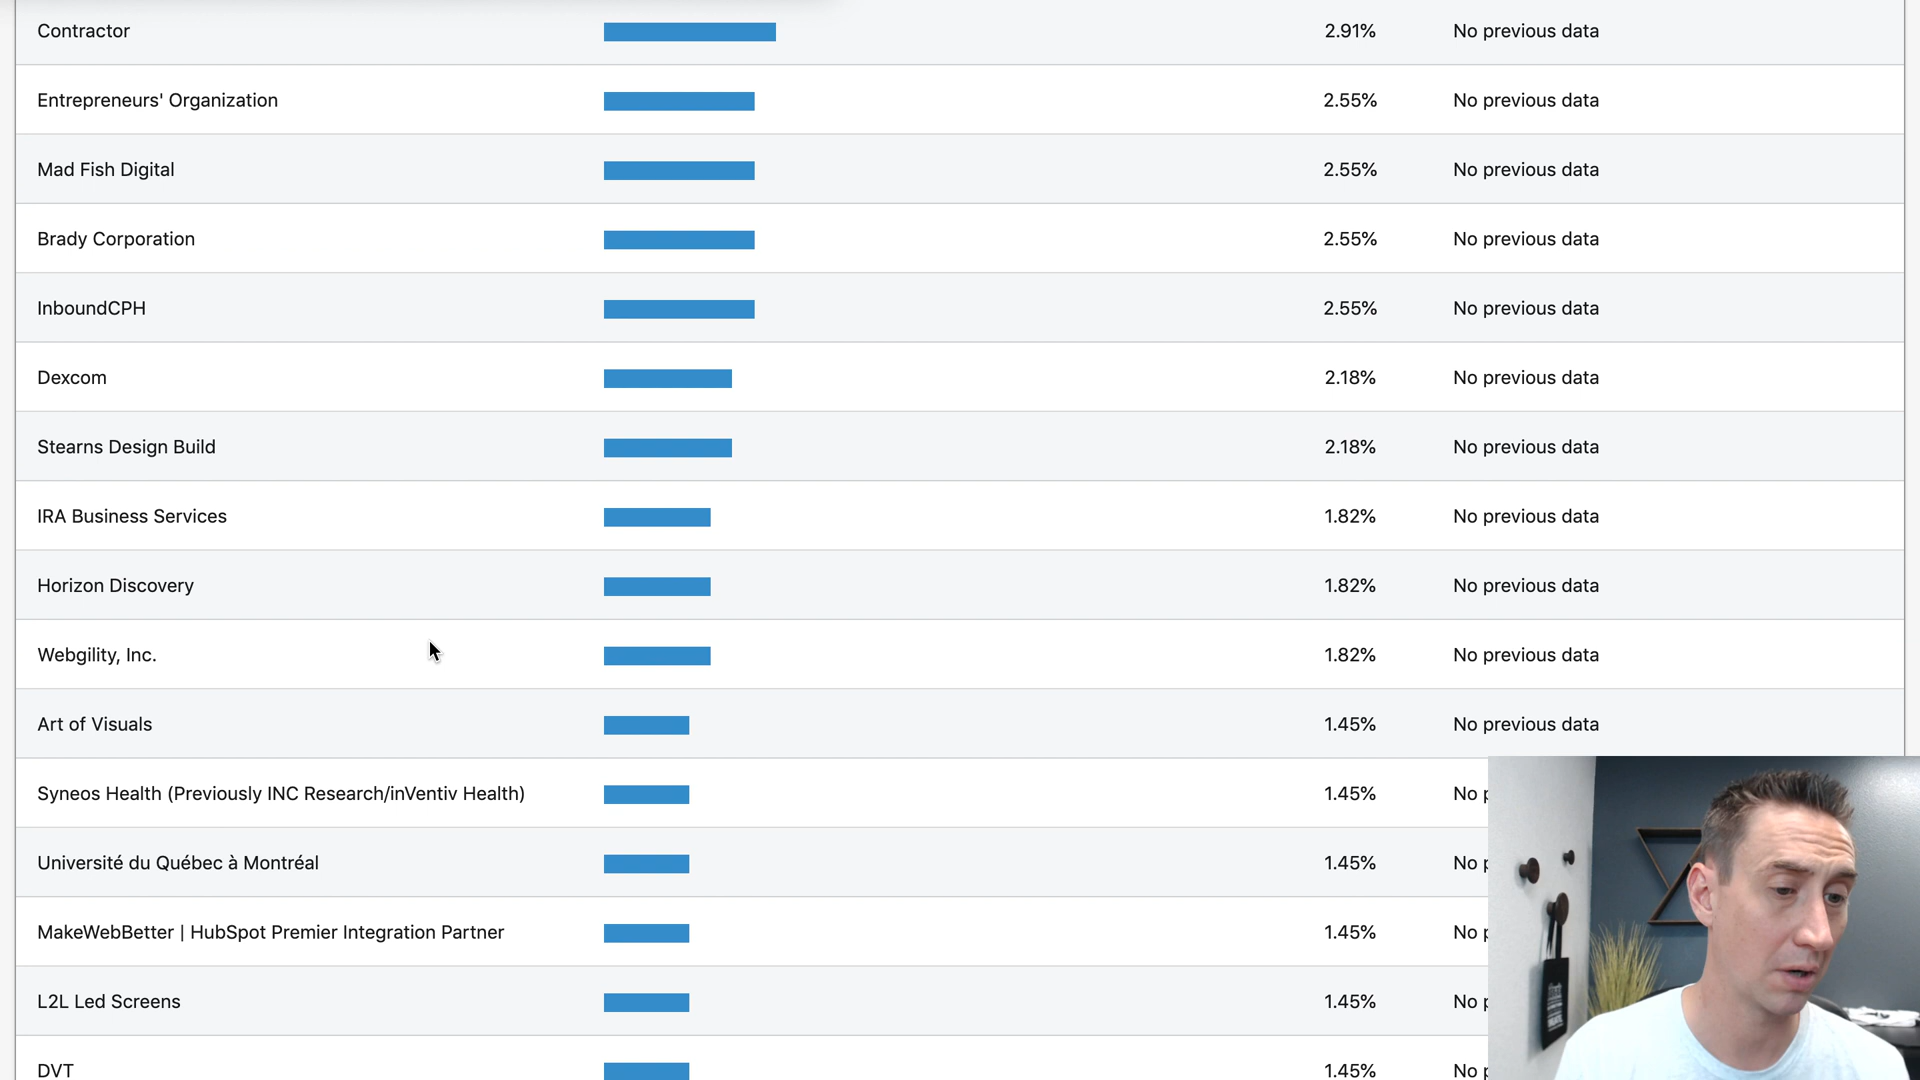 Contractor 2.91% No previous data
Entrepreneurs' Organization 2.55% No previous data
Mad Fish Digital 2.55% No previous data
Brady Corporation 2.55% No previous data
InboundCPH 2.55% No previous data
Dexcom 2.18% No previous data
Stearns Design Build 2.18% No previous data
IRA Business Services 1.82% No previous data
Horizon Discovery 1.82% No previous data
Webgility, Inc. 1.82% No previous data
Art of Visuals 1.45% No previous data
Syneos Health (Previously INC Research/inVentiv Health) 1.45% No
Université du Québec à Montréal 1.45% No
MakeWebBetter | HubSpot Premier Integration Partner 1.45% No
L2L Led Screens 1.45% No
DVT 1.45% No